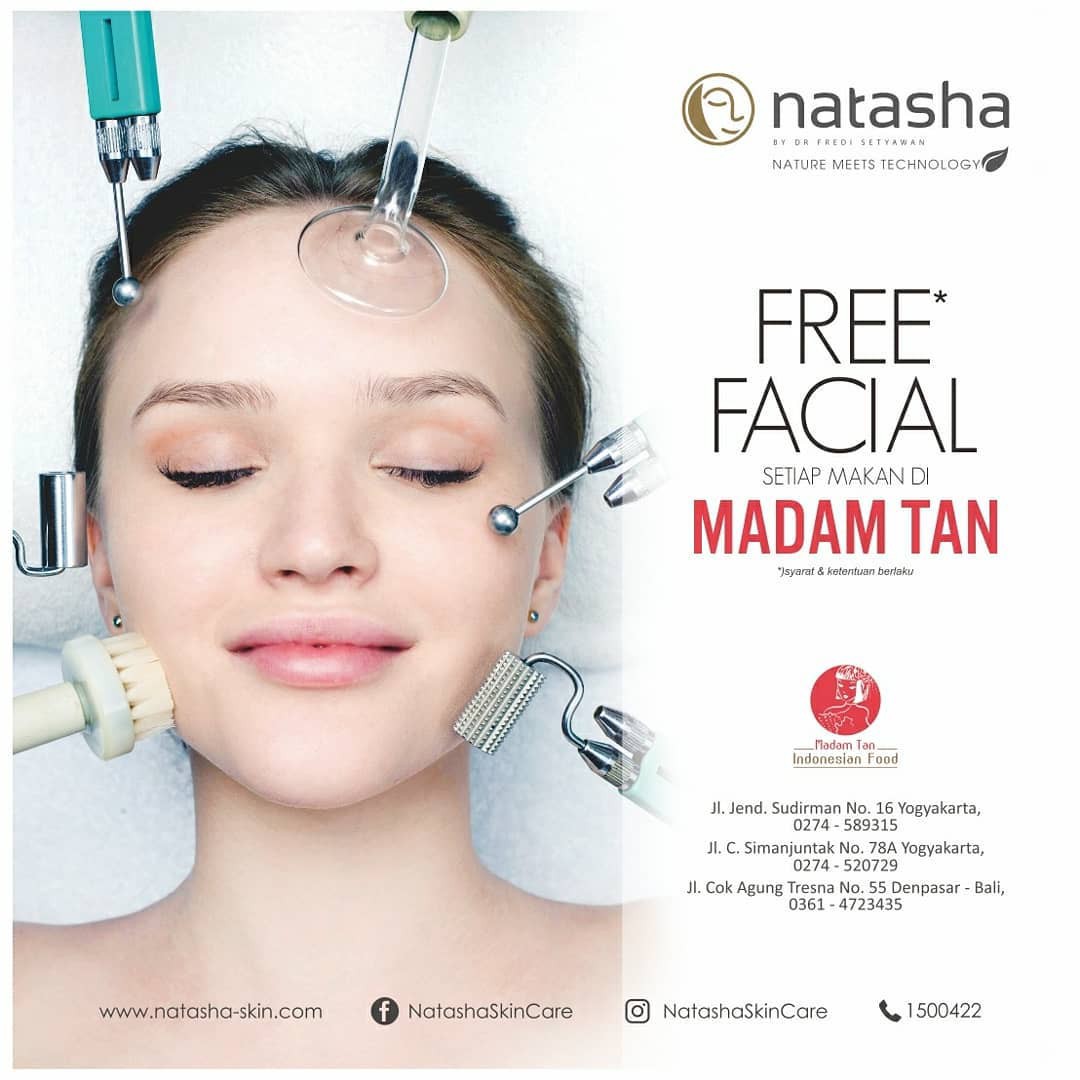 natasha
BY DR FREDI SETYAWAN
NATURE MEETS TECHNOLOGY
FREE*
FACIAL
SETIAP MAKAN DI
MADAM TAN
*)syarat & ketentuan berlaku
Madam Tan
Indonesian Food
Jl. Jend. Sudirman No. 16 Yogyakarta,
0274 - 589315
Jl. C. Simanjuntak No. 78A Yogyakarta,
0274 - 520729
Jl. Cok Agung Tresna No. 55 Denpasar - Bali,
0361 - 4723435
www.natasha-skin.com NatashaSkinCare NatashaSkinCare 1500422